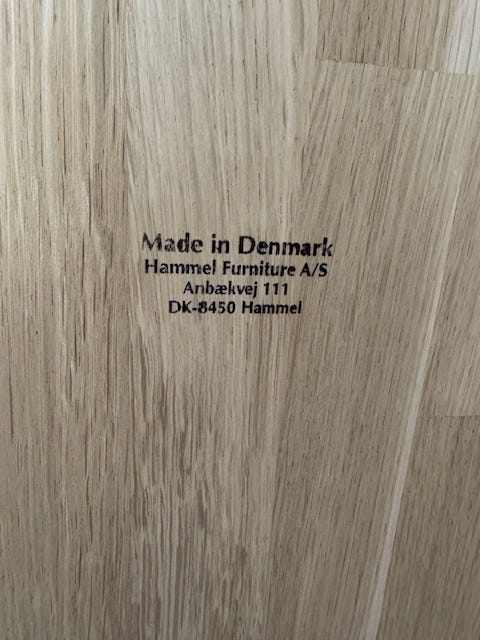 Made in Denmark
Hammel Furniture A/S
Anbækvej 111
DK-8450 Hammel